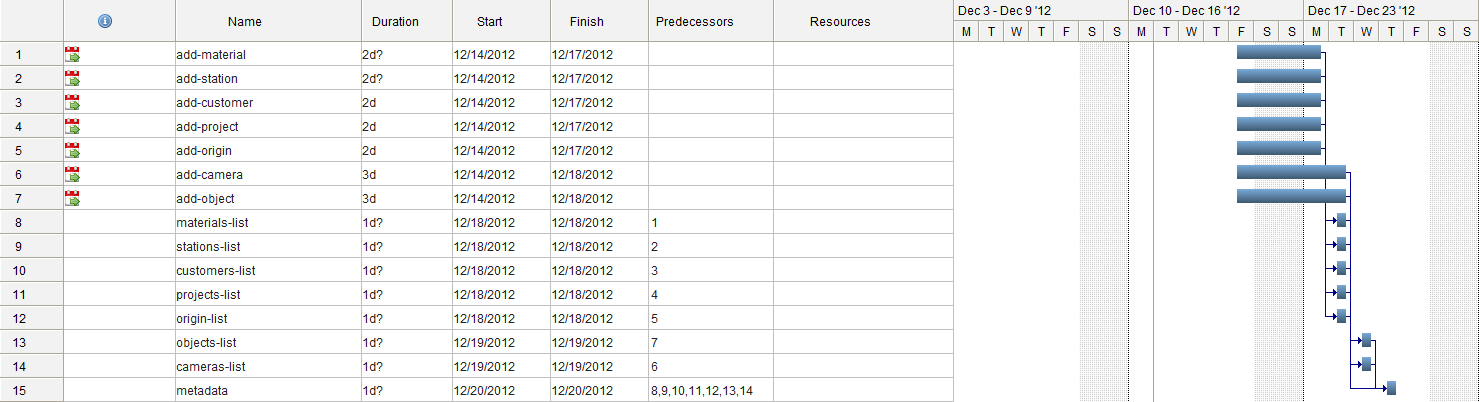 Name Duration Start Finish Predecessors Resources Dec 3 - Dec 9 '12 Dec 10 - Dec 16 '12 Dec 17 - Dec 23 '12
M T W T F S S M T W T F S S M T W T F S S
1 add-material 2d? 12/14/2012 12/17/2012
2 add-station 2d? 12/14/2012 12/17/2012
3 add-customer 2d 12/14/2012 12/17/2012
4 add-project 2d 12/14/2012 12/17/2012
5 add-origin 2d 12/14/2012 12/17/2012
6 add-camera 3d 12/14/2012 12/18/2012
7 add-object 3d 12/14/2012 12/18/2012
8 materials-list 1d? 12/18/2012 12/18/2012 1
9 stations-list 1d? 12/18/2012 12/18/2012 2
10 customers-list 1d? 12/18/2012 12/18/2012 3
11 projects-list 1d? 12/18/2012 12/18/2012 4
12 origin-list 1d? 12/18/2012 12/18/2012 5
13 objects-list 1d? 12/19/2012 12/19/2012 7
14 cameras-list 1d? 12/19/2012 12/19/2012 6
15 metadata 1d? 12/20/2012 12/20/2012 8,9,10,11,12,13,14